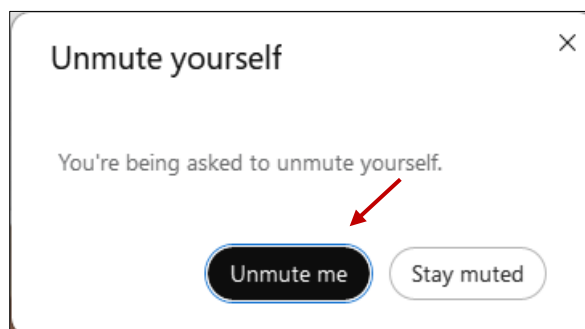 Unmute yourself
You're being asked to unmute yourself.
Unmute me
Stay muted